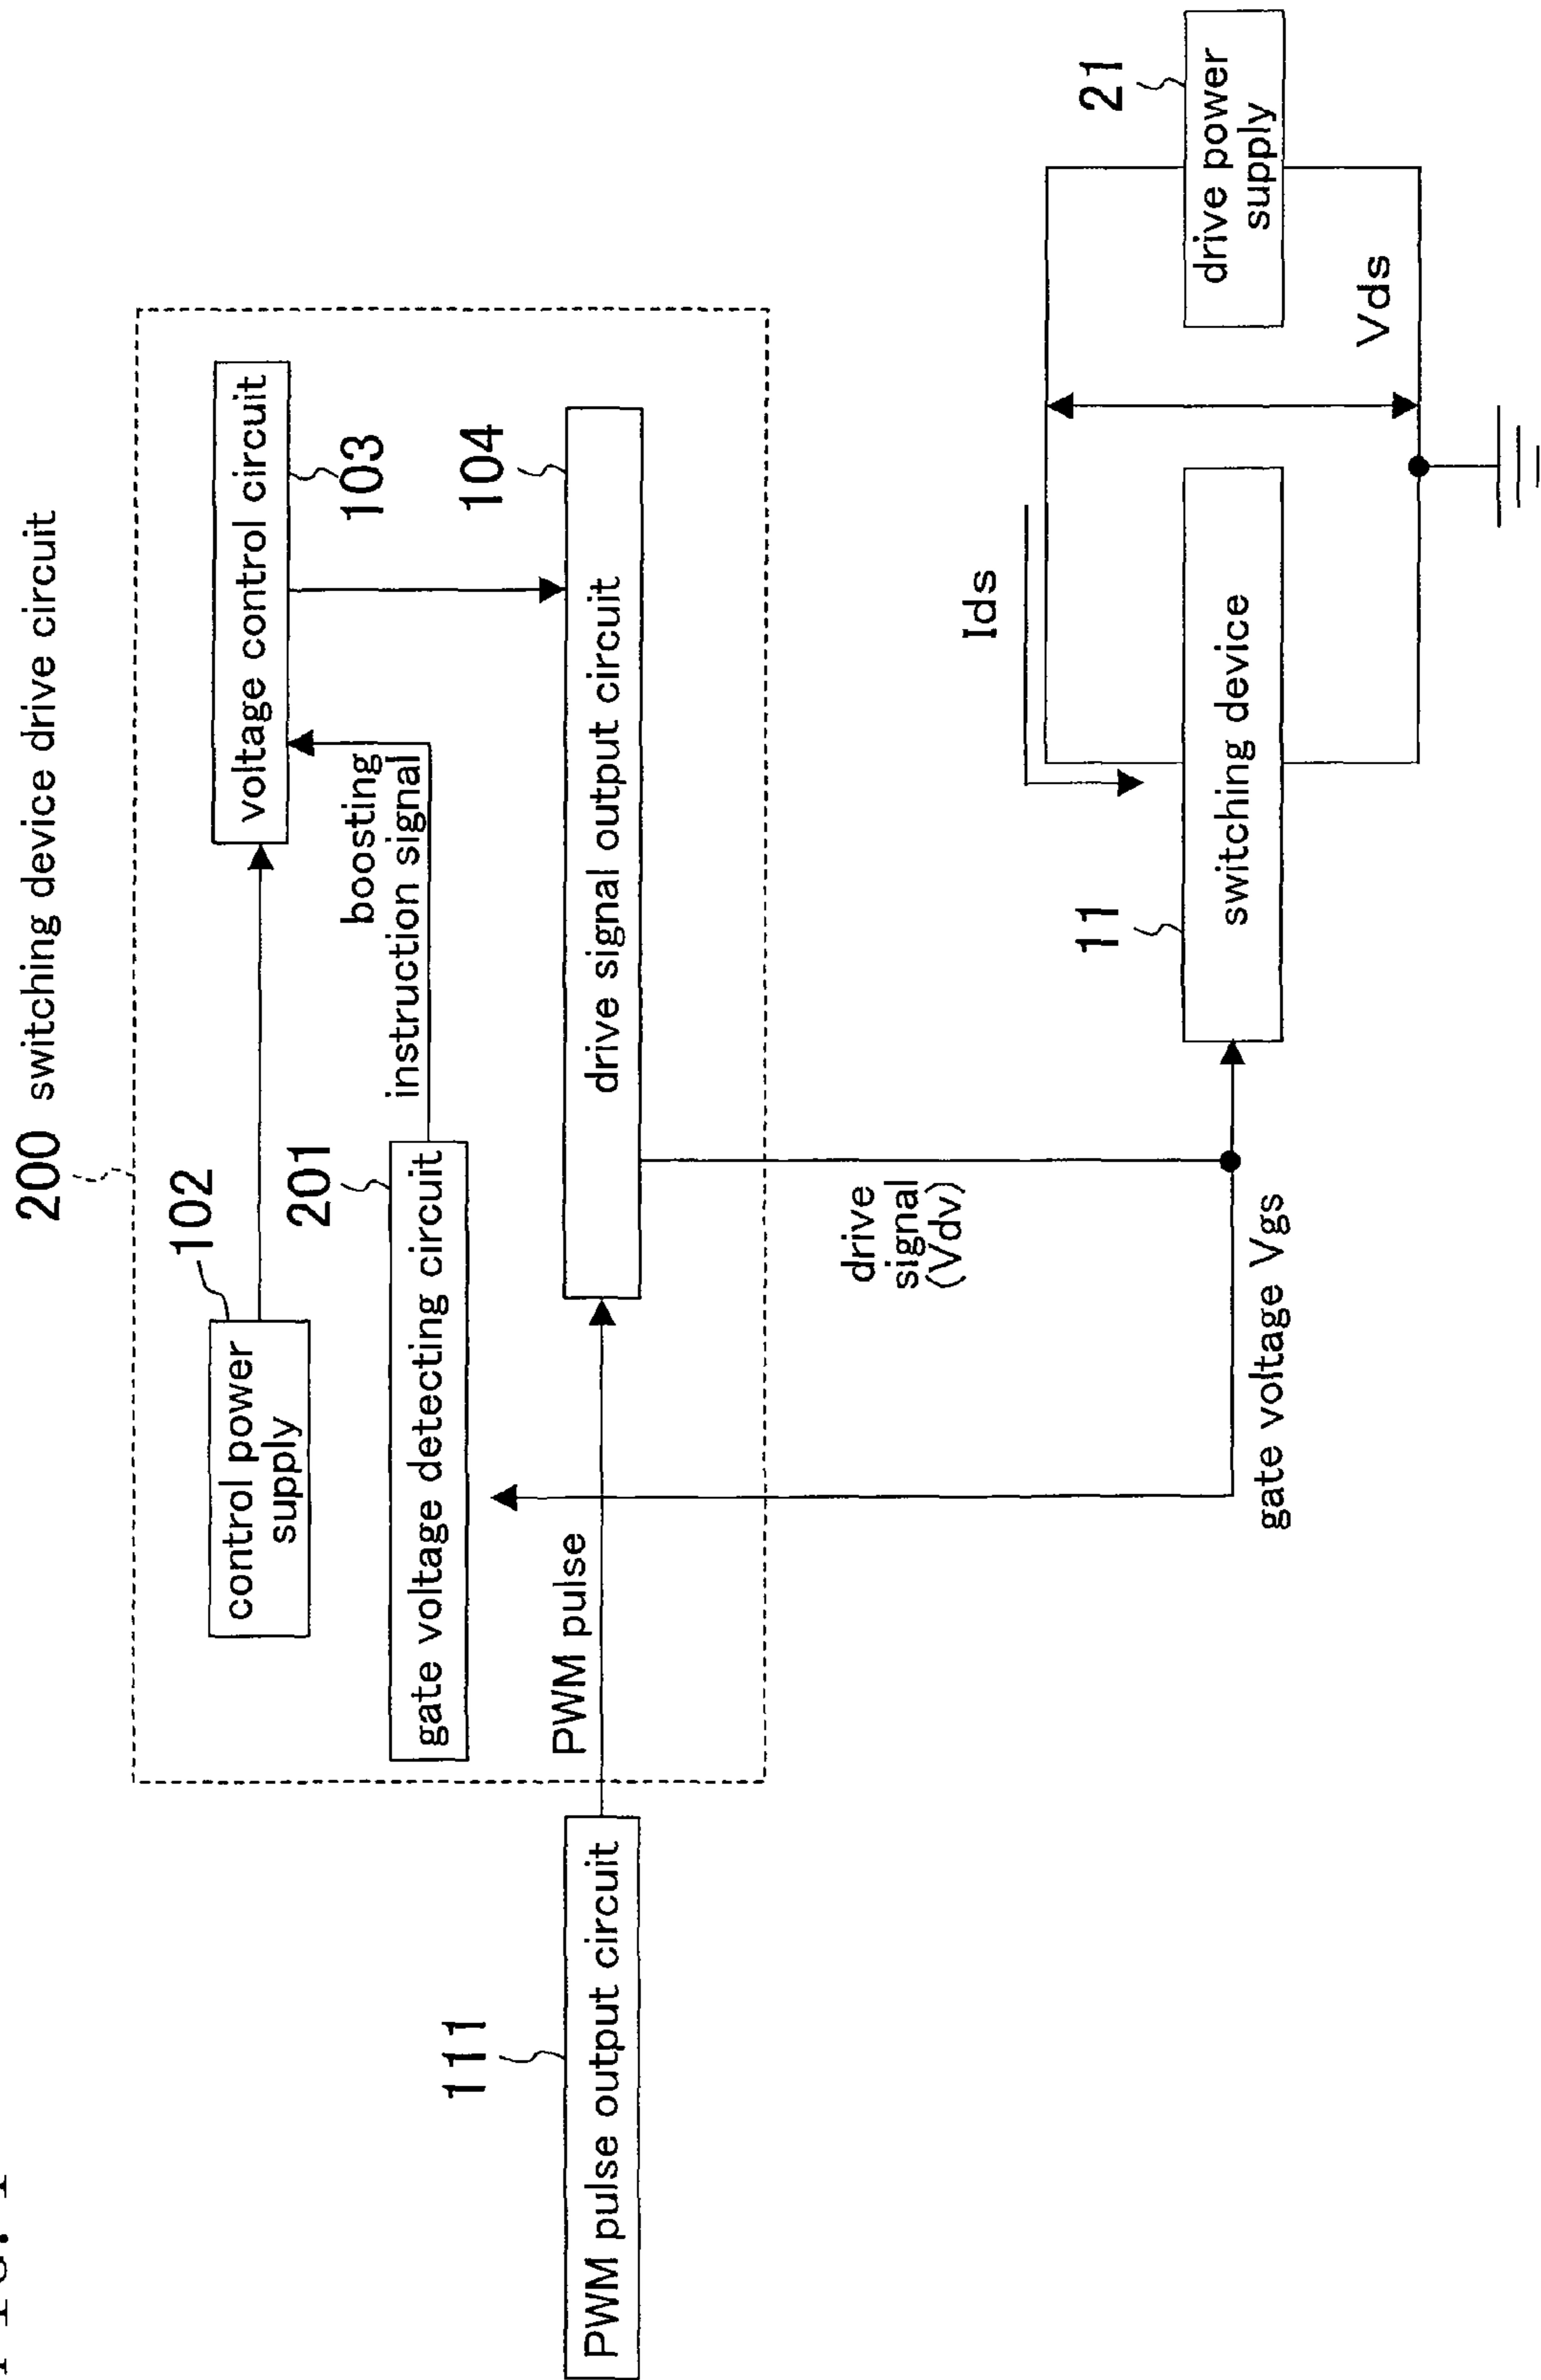 200 switching device drive circuit
102
control power
supply
voltage control circuit
103
201
gate voltage detecting circuit
boosting
instruction signal
104
drive signal output circuit
111
PWM pulse output circuit
PWM pulse
drive
signal
(Vdv)
gate voltage Vgs
Ids
11
switching device
Vds
21
drive power
supply